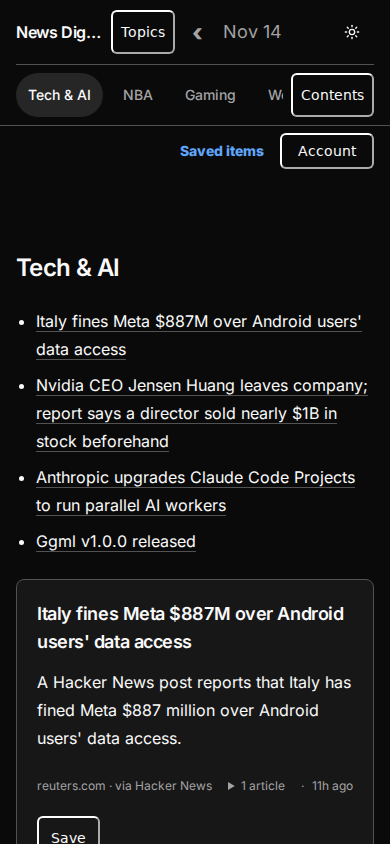 News Dig...
Topics
‹
Nov 14
Tech & AI
NBA
Gaming
Contents
Saved items
Account
Tech & AI
• Italy fines Meta $887M over Android users'
data access
• Nvidia CEO Jensen Huang leaves company;
report says a director sold nearly $1B in
stock beforehand
• Anthropic upgrades Claude Code Projects
to run parallel AI workers
• Ggml v1.0.0 released
Italy fines Meta $887M over Android
users' data access
A Hacker News post reports that Italy has
fined Meta $887 million over Android
users' data access.
reuters.com · via Hacker News ▶ 1 article · 11h ago
Save